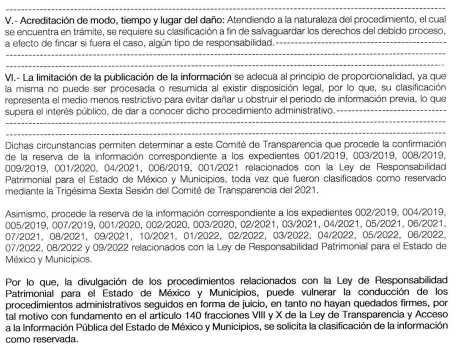 V.- Acreditación de modo, tiempo y lugar del daño: Atendiendo a la naturaleza del procedimiento, el cual
se encuentra en trámite, se requiere su clasificación a fin de salvaguardar los derechos del debido proceso,
a efecto de fincar si fuera el caso, algún tipo de responsabilidad.
VI.- La limitación de la publicación de la información se adecua al principio de proporcionalidad, ya que
la misma no puede ser procesada o resumida al existir disposición legal, por lo que, su clasificación
representa el medio menos restrictivo para evitar dañar u obstruir el periodo de información previa, lo que
supera el interés público, de dar a conocer dicho procedimiento administrativo.
Dichas circunstancias permiten determinar a este Comité de Transparencia que procede la confirmación
de la reserva de la información correspondiente a los expedientes 001/2019, 003/2019, 008/2019,
009/2019, 001/2020, 04/2021, 006/2019, 001/2021 relacionados con la Ley de Responsabilidad
Patrimonial para el Estado de México y Municipios, toda vez que fueron clasificados como reservado
mediante la Trigésima Sexta Sesión del Comité de Transparencia del 2021.
Asimismo, procede la reserva de la información correspondiente a los expedientes 002/2019, 004/2019,
005/2019, 007/2019, 001/2020, 002/2020, 003/2020, 02/2021, 03/2021, 04/2021, 05/2021, 06/2021,
07/2021, 08/2021, 09/2021, 10/2021, 01/2022, 02/2022, 03/2022, 04/2022, 05/2022, 06/2022,
07/2022, 08/2022 y 09/2022 relacionados con la Ley de Responsabilidad Patrimonial para el Estado de
México y Municipios.
Por lo que, la divulgación de los procedimientos relacionados con la Ley de Responsabilidad
Patrimonial para el Estado de México y Municipios, puede vulnerar la conducción de los
procedimientos administrativos seguidos en forma de juicio, en tanto no hayan quedados firmes, por
tal motivo con fundamento en el artículo 140 fracciones VIII y X de la Ley de Transparencia y Acceso
a la Información Pública del Estado de México y Municipios, se solicita la clasificación de la información
como reservada.